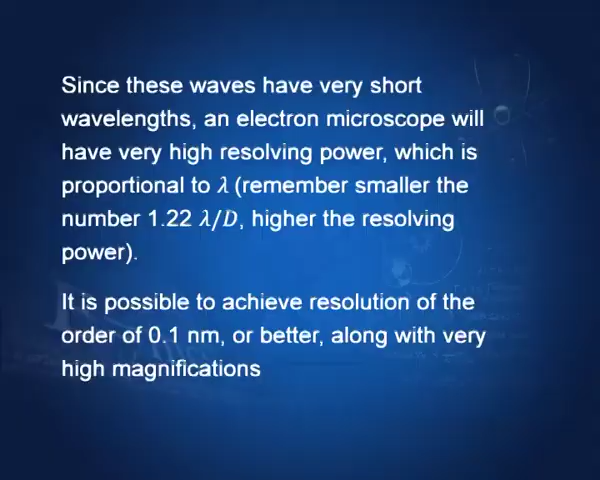 Since these waves have very short
wavelengths, an electron microscope will
have very high resolving power, which is
proportional to λ (remember smaller the
number 1.22 λ/D, higher the resolving
power).
It is possible to achieve resolution of the
order of 0.1 nm, or better, along with very
high magnifications